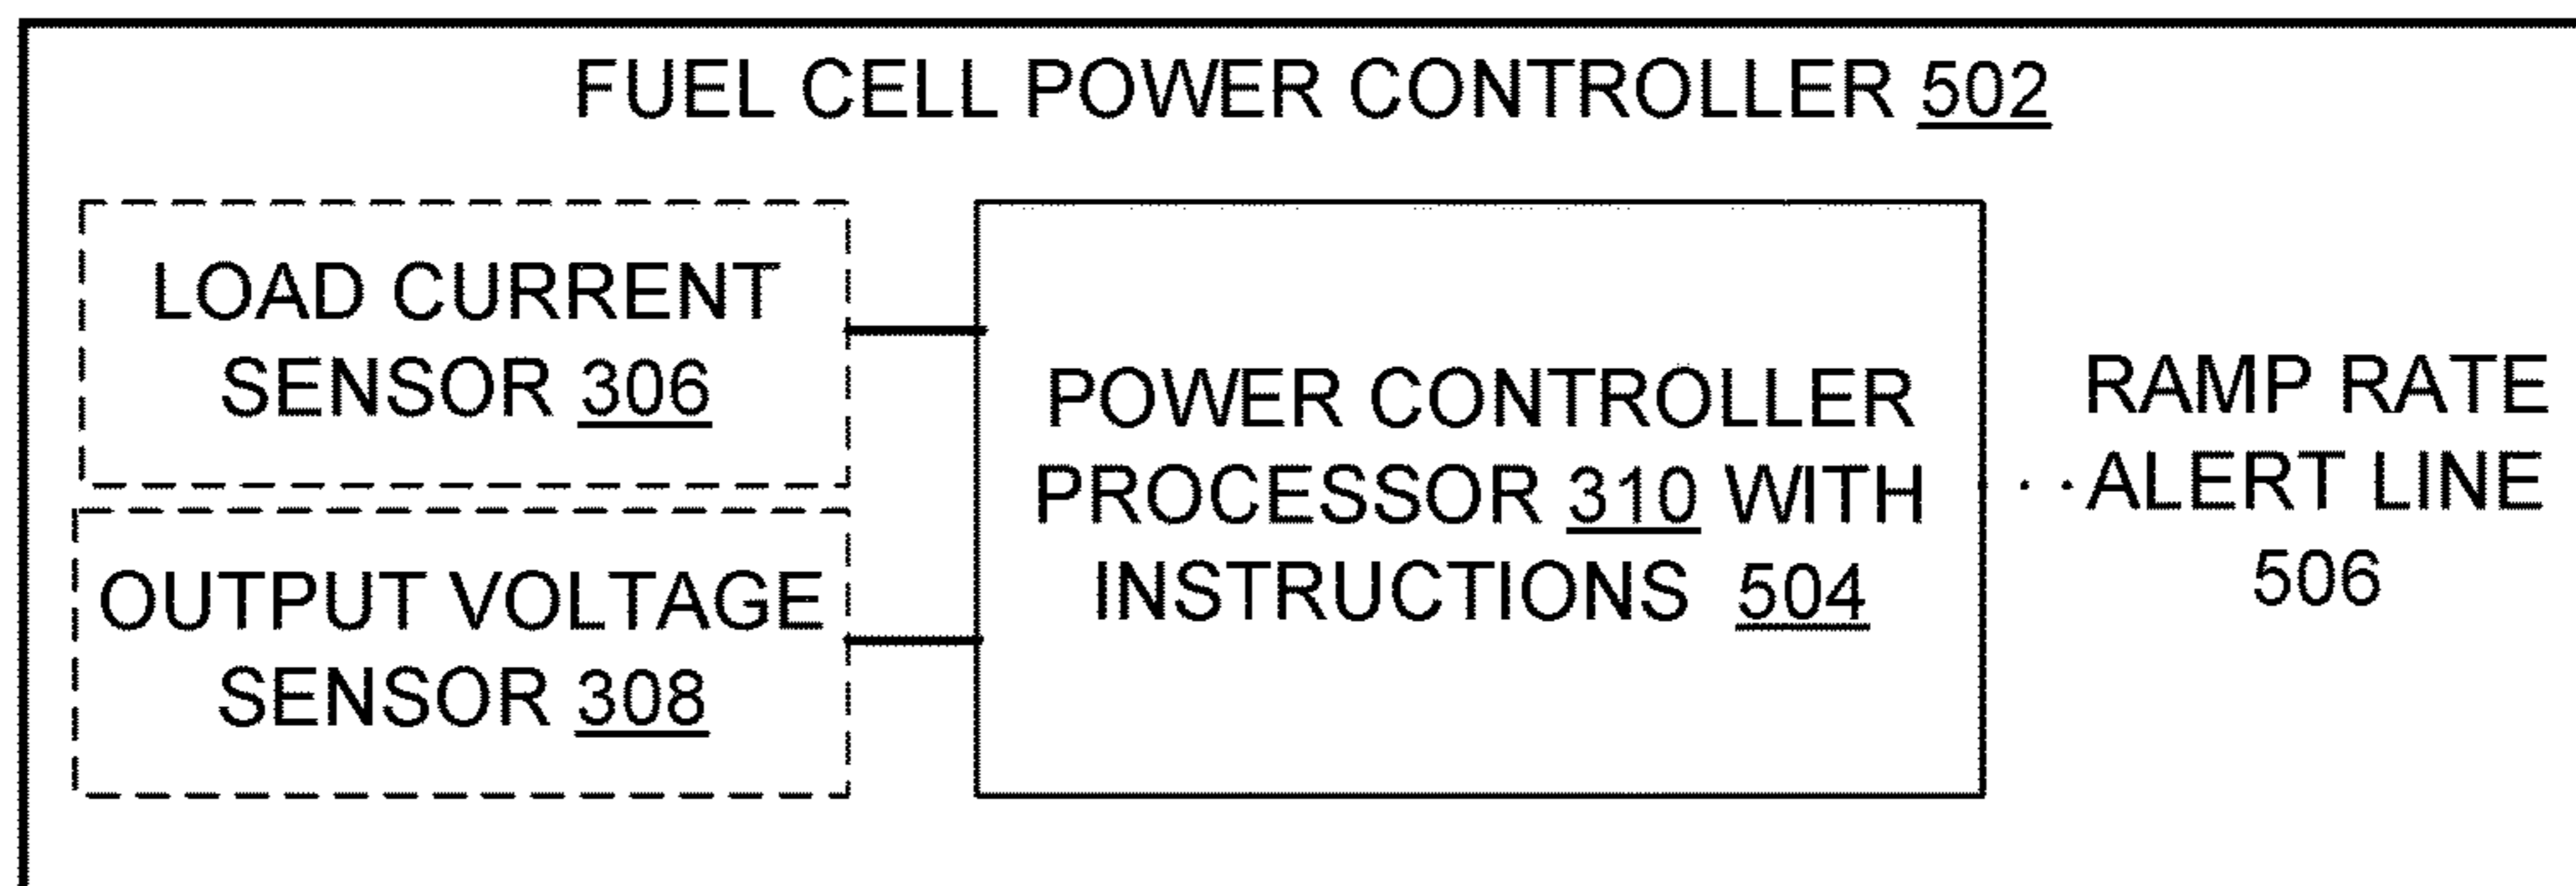 FUEL CELL POWER CONTROLLER 502
LOAD CURRENT
SENSOR 306
OUTPUT VOLTAGE
SENSOR 308
POWER CONTROLLER
PROCESSOR 310 WITH
INSTRUCTIONS 504
RAMP RATE
ALERT LINE
506